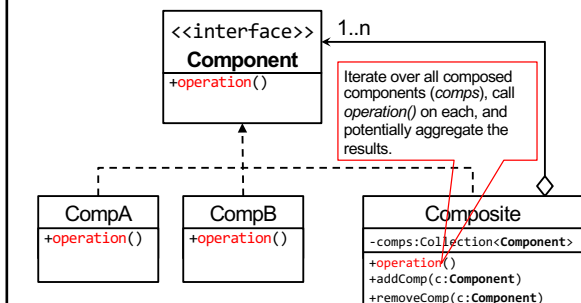 <<interface>>
Component
+operation()
1..n
Iterate over all composed
components (comps), call
operation() on each, and
potentially aggregate the
results.
CompA
+operation()
CompB
+operation()
Composite
-comps:Collection<Component>
+operation()
+addComp(c:Component)
+removeComp(c:Component)